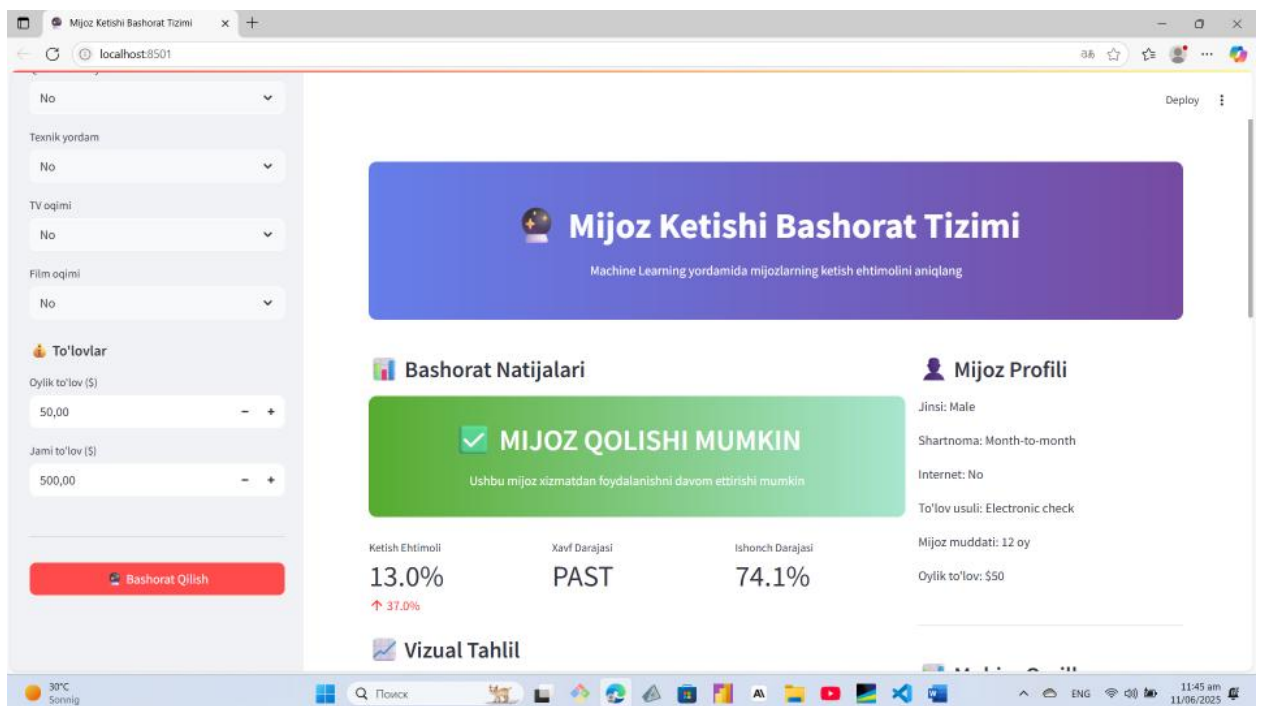 Mijoz Ketishi Bashorat Tizimi
localhost:8501
Deploy
No
Texnik yordam
No
TV oqimi
No
Film oqimi
No
To'lovlar
Oylik to'lov ($)
50,00
Jami to'lov ($)
500,00
Bashorat Qilish
Mijoz Ketishi Bashorat Tizimi
Machine Learning yordamida mijozlarning ketish ehtimolini aniqlang
Bashorat Natijalari
MIJOZ QOLISHI MUMKIN
Ushbu mijoz xizmatdan foydalanishni davom ettirishi mumkin
Ketish Ehtimoli
13.0%
↑ 37.0%
Xavf Darajasi
PAST
Ishonch Darajasi
74.1%
Vizual Tahlil
Mijoz Profili
Jinsi: Male
Shartnoma: Month-to-month
Internet: No
To'lov usuli: Electronic check
Mijoz muddati: 12 oy
Oylik to'lov: $50
30°C
Sonnig
Поиск
ENG
11:45 am
11/06/2025